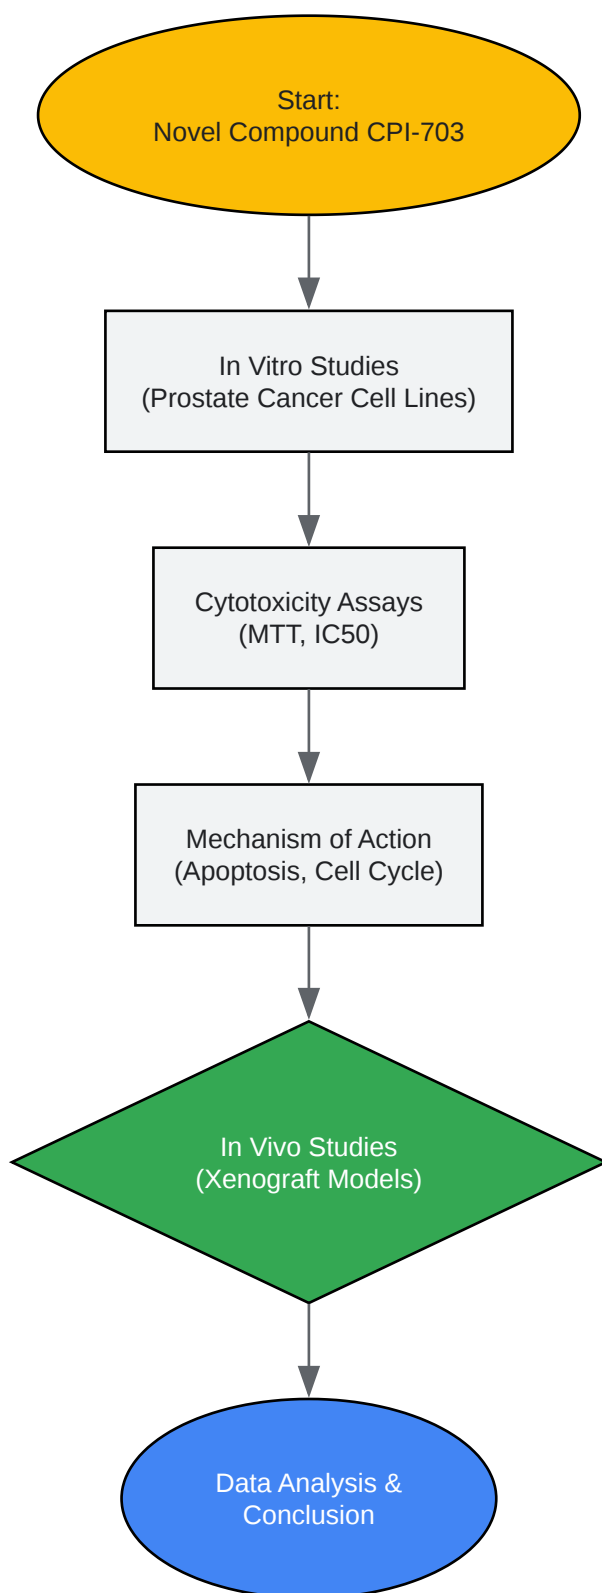 Start:
Novel Compound CPI-703
In Vitro Studies
(Prostate Cancer Cell Lines)
Cytotoxicity Assays
(MTT, IC50)
Mechanism of Action
(Apoptosis, Cell Cycle)
In Vivo Studies
(Xenograft Models)
Data Analysis &
Conclusion